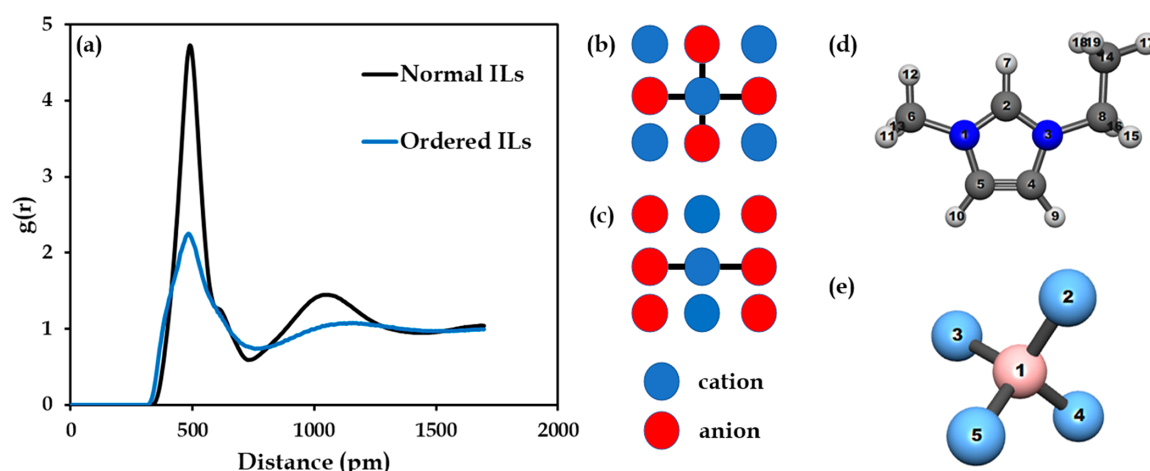 (a)
Normal ILs
Ordered ILs
g(r)
5
4
3
2
1
0
0 500 1000 1500 2000
Distance (pm)
(b)
(c)
cation
anion
(d)
18 19 17
14
7
12
2
6 8
13 16
11 1 3 15
5 4
10 9
(e)
2
3
1
4
5